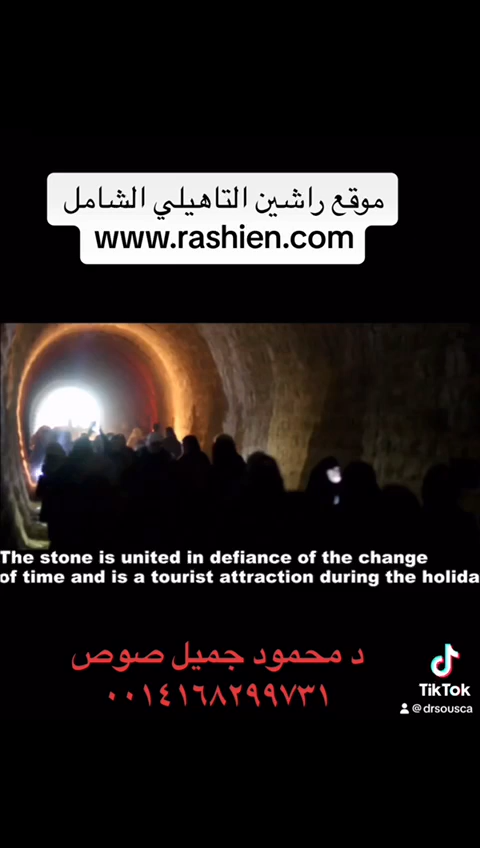 موقع راشين التاهيلي الشامل
www.rashien.com
The stone is united in defiance of the change
of time and is a tourist attraction during the holida
د محمود جميل صوص
٠٠١٤١٦٨٢٩٩٧٣١
TikTok
@drsousca